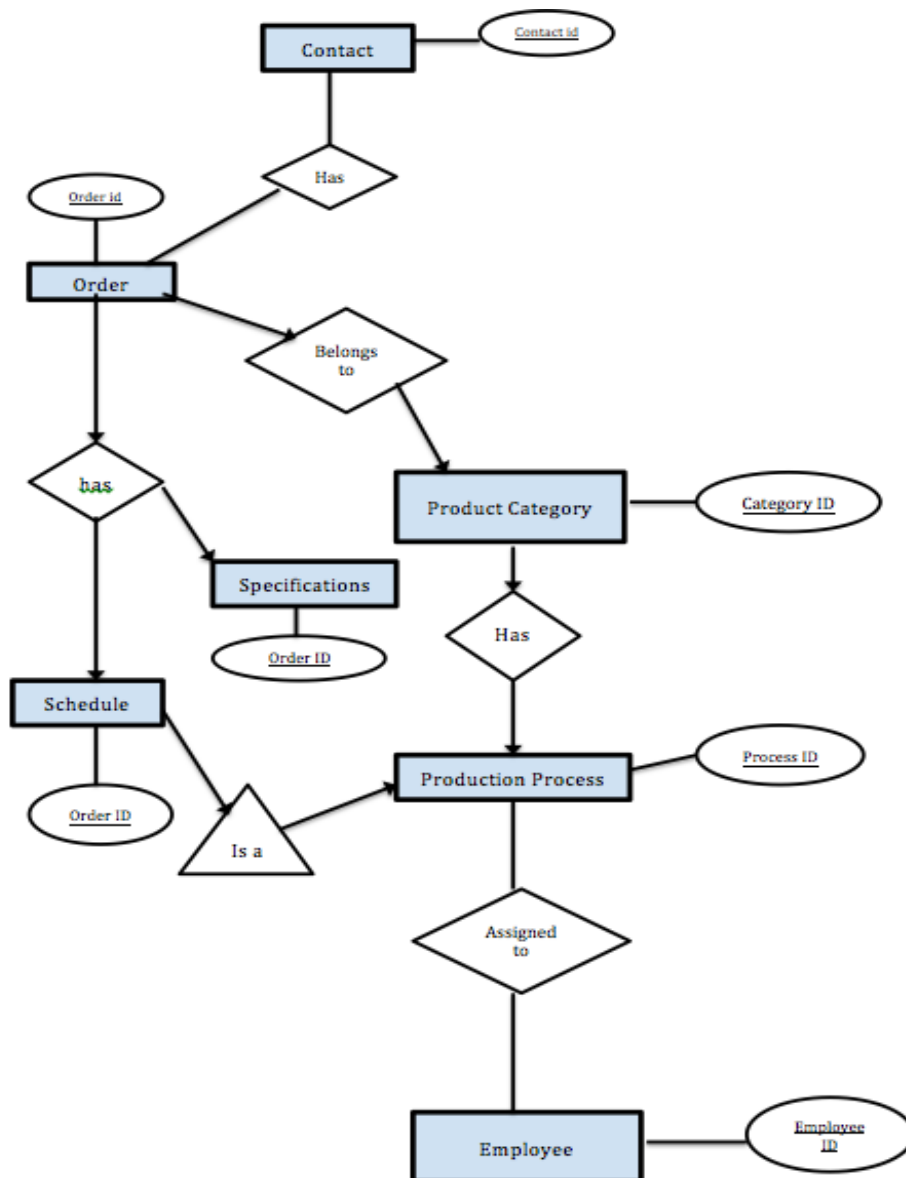 Contact
Contact id
Has
Order id
Order
Belongs
to
has
Product Category
Category ID
Specifications
Has
Order ID
Schedule
Production Process
Process ID
Order ID
Is a
Assigned
to
Employee
Employee
ID